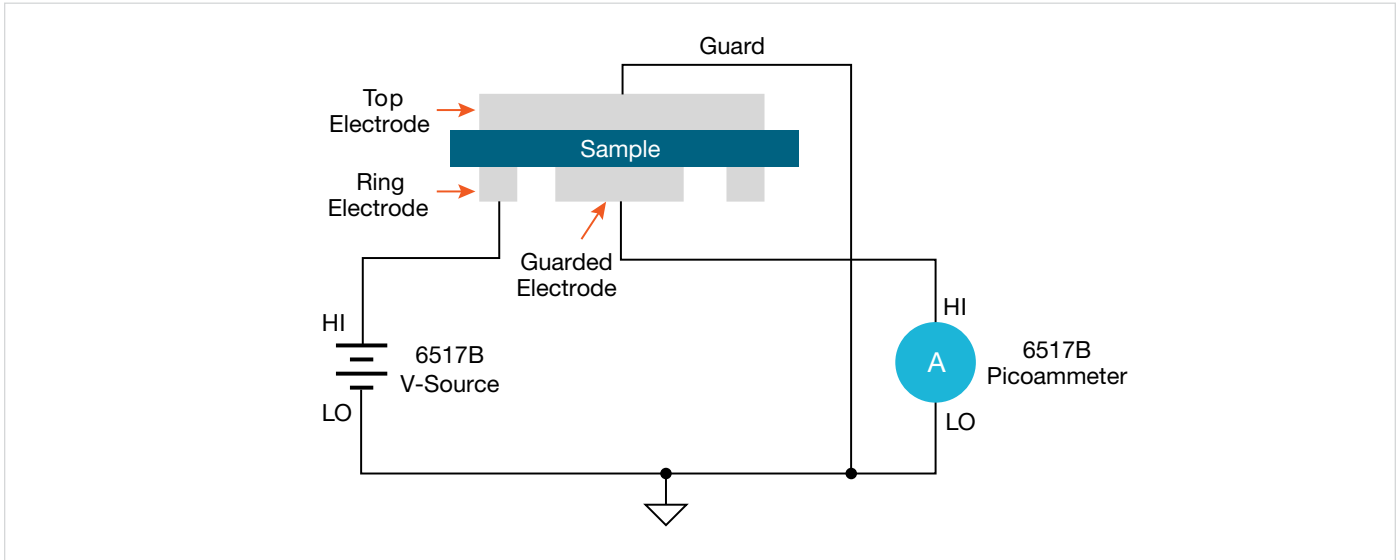 Guard
Top
Electrode
Sample
Ring
Electrode
Guarded
Electrode
HI
6517B
V-Source
LO
HI
A
6517B
Picoammeter
LO